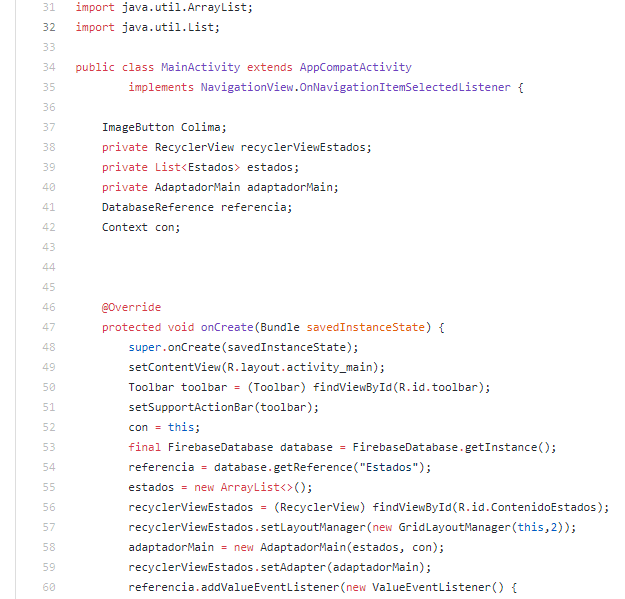 31 import java.util.ArrayList;
32 import java.util.List;
33
34 public class MainActivity extends AppCompatActivity
35         implements NavigationView.OnNavigationItemSelectedListener {
36
37     ImageButton Colima;
38     private RecyclerView recyclerViewEstados;
39     private List<Estados> estados;
40     private AdaptadorMain adaptadorMain;
41     DatabaseReference referencia;
42     Context con;
43
44
45
46     @Override
47     protected void onCreate(Bundle savedInstanceState) {
48         super.onCreate(savedInstanceState);
49         setContentView(R.layout.activity_main);
50         Toolbar toolbar = (Toolbar) findViewById(R.id.toolbar);
51         setSupportActionBar(toolbar);
52         con = this;
53         final FirebaseDatabase database = FirebaseDatabase.getInstance();
54         referencia = database.getReference("Estados");
55         estados = new ArrayList<>();
56         recyclerViewEstados = (RecyclerView) findViewById(R.id.ContenidoEstados);
57         recyclerViewEstados.setLayoutManager(new GridLayoutManager(this,2));
58         adaptadorMain = new AdaptadorMain(estados, con);
59         recyclerViewEstados.setAdapter(adaptadorMain);
60         referencia.addValueEventListener(new ValueEventListener() {